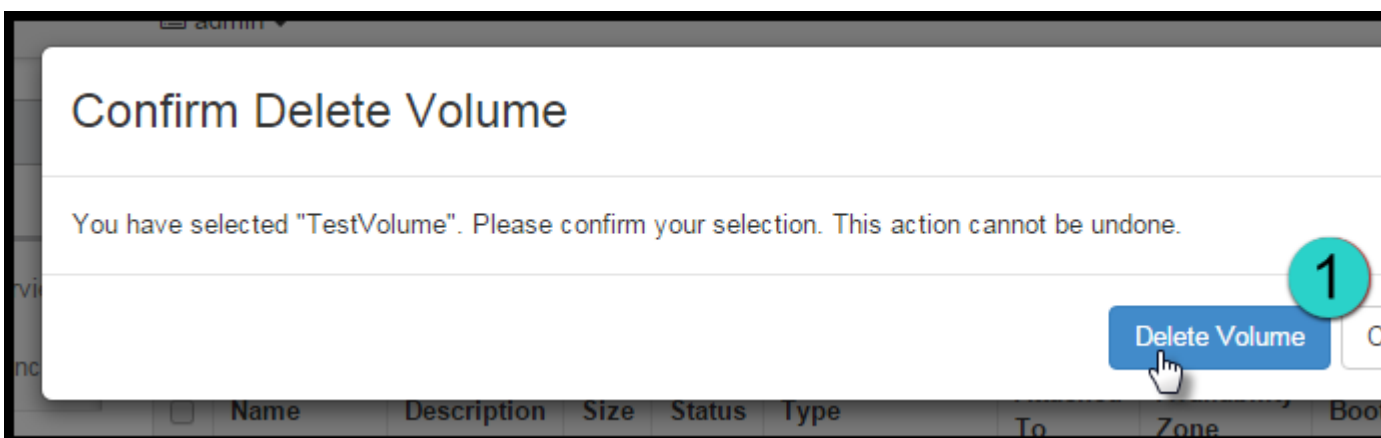 admin
Confirm Delete Volume
You have selected "TestVolume". Please confirm your selection. This action cannot be undone.
1
Delete Volume
Name Description Size Status Type To Zone